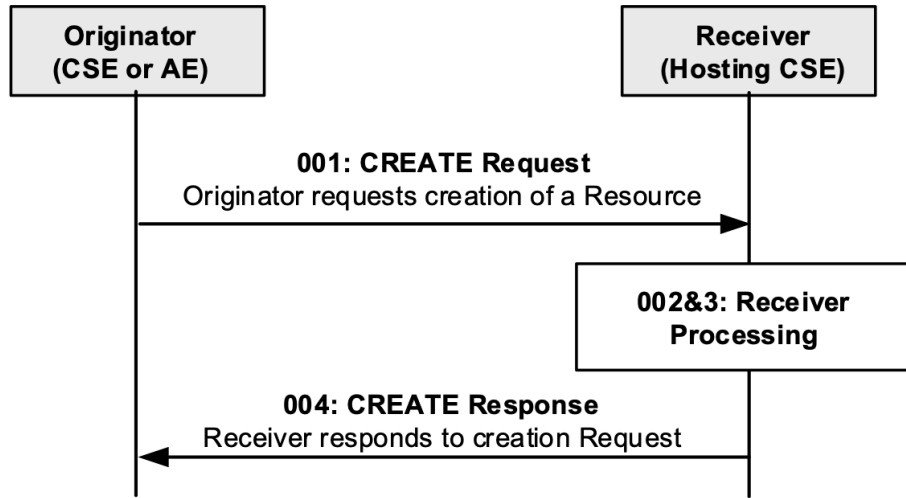 Originator
(CSE or AE)
Receiver
(Hosting CSE)
001: CREATE Request
Originator requests creation of a Resource
002&3: Receiver
Processing
004: CREATE Response
Receiver responds to creation Request